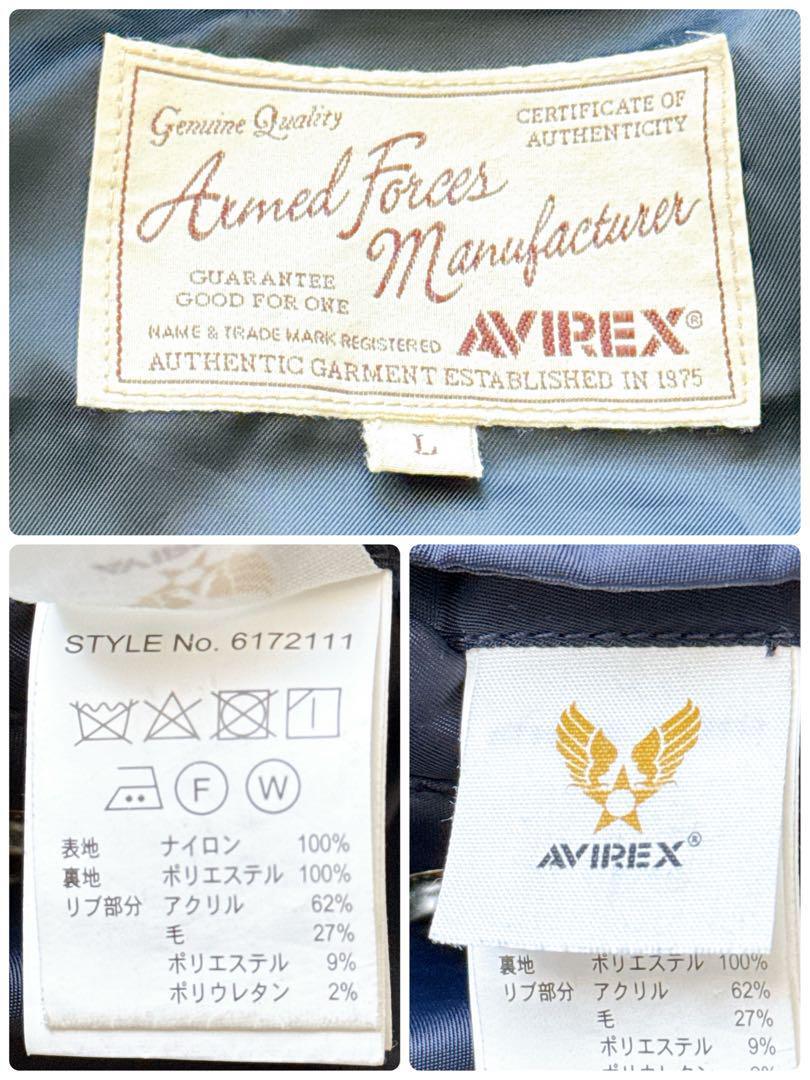 Genuine Quality
CERTIFICATE OF
AUTHENTICITY
Armed Forces
Manufacturer
GUARANTEE
GOOD FOR ONE
NAME & TRADE MARK REGISTERED
AVIREX®
AUTHENTIC GARMENT ESTABLISHED IN 1975
L
STYLE No. 6172111
F W
表地 ナイロン 100%
裏地 ポリエステル 100%
リブ部分 アクリル 62%
毛 27%
ポリエステル 9%
ポリウレタン 2%
AVIREX®
裏地 ポリエステル 100%
リブ部分 アクリル 62%
毛 27%
ポリエステル 9%